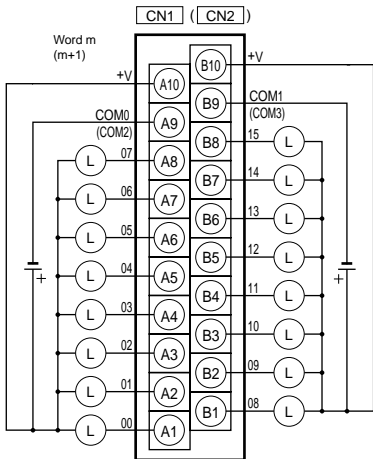 CN1 ( CN2 )
Word m
(m+1)
+V A10 B10 +V
COM0 A9 B9 COM1
(COM2) (COM3)
L 07 A8 B8 15 L
L 06 A7 B7 14 L
L 05 A6 B6 13 L
L 04 A5 B5 12 L
+ +
L 03 A4 B4 11 L
L 02 A3 B3 10 L
L 01 A2 B2 09 L
L 00 A1 B1 08 L